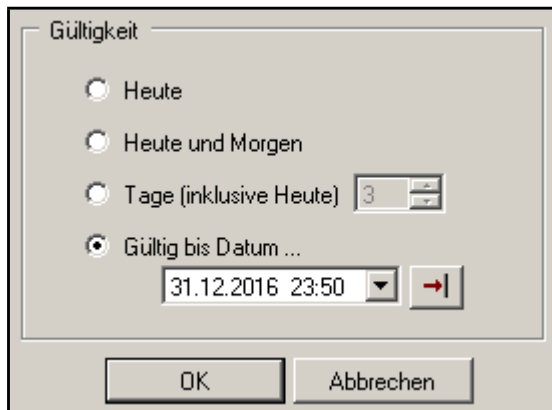 Gültigkeit
Heute
Heute und Morgen
Tage (inklusive Heute) 3
Gültig bis Datum ...
31.12.2016 23:50
OK Abbrechen